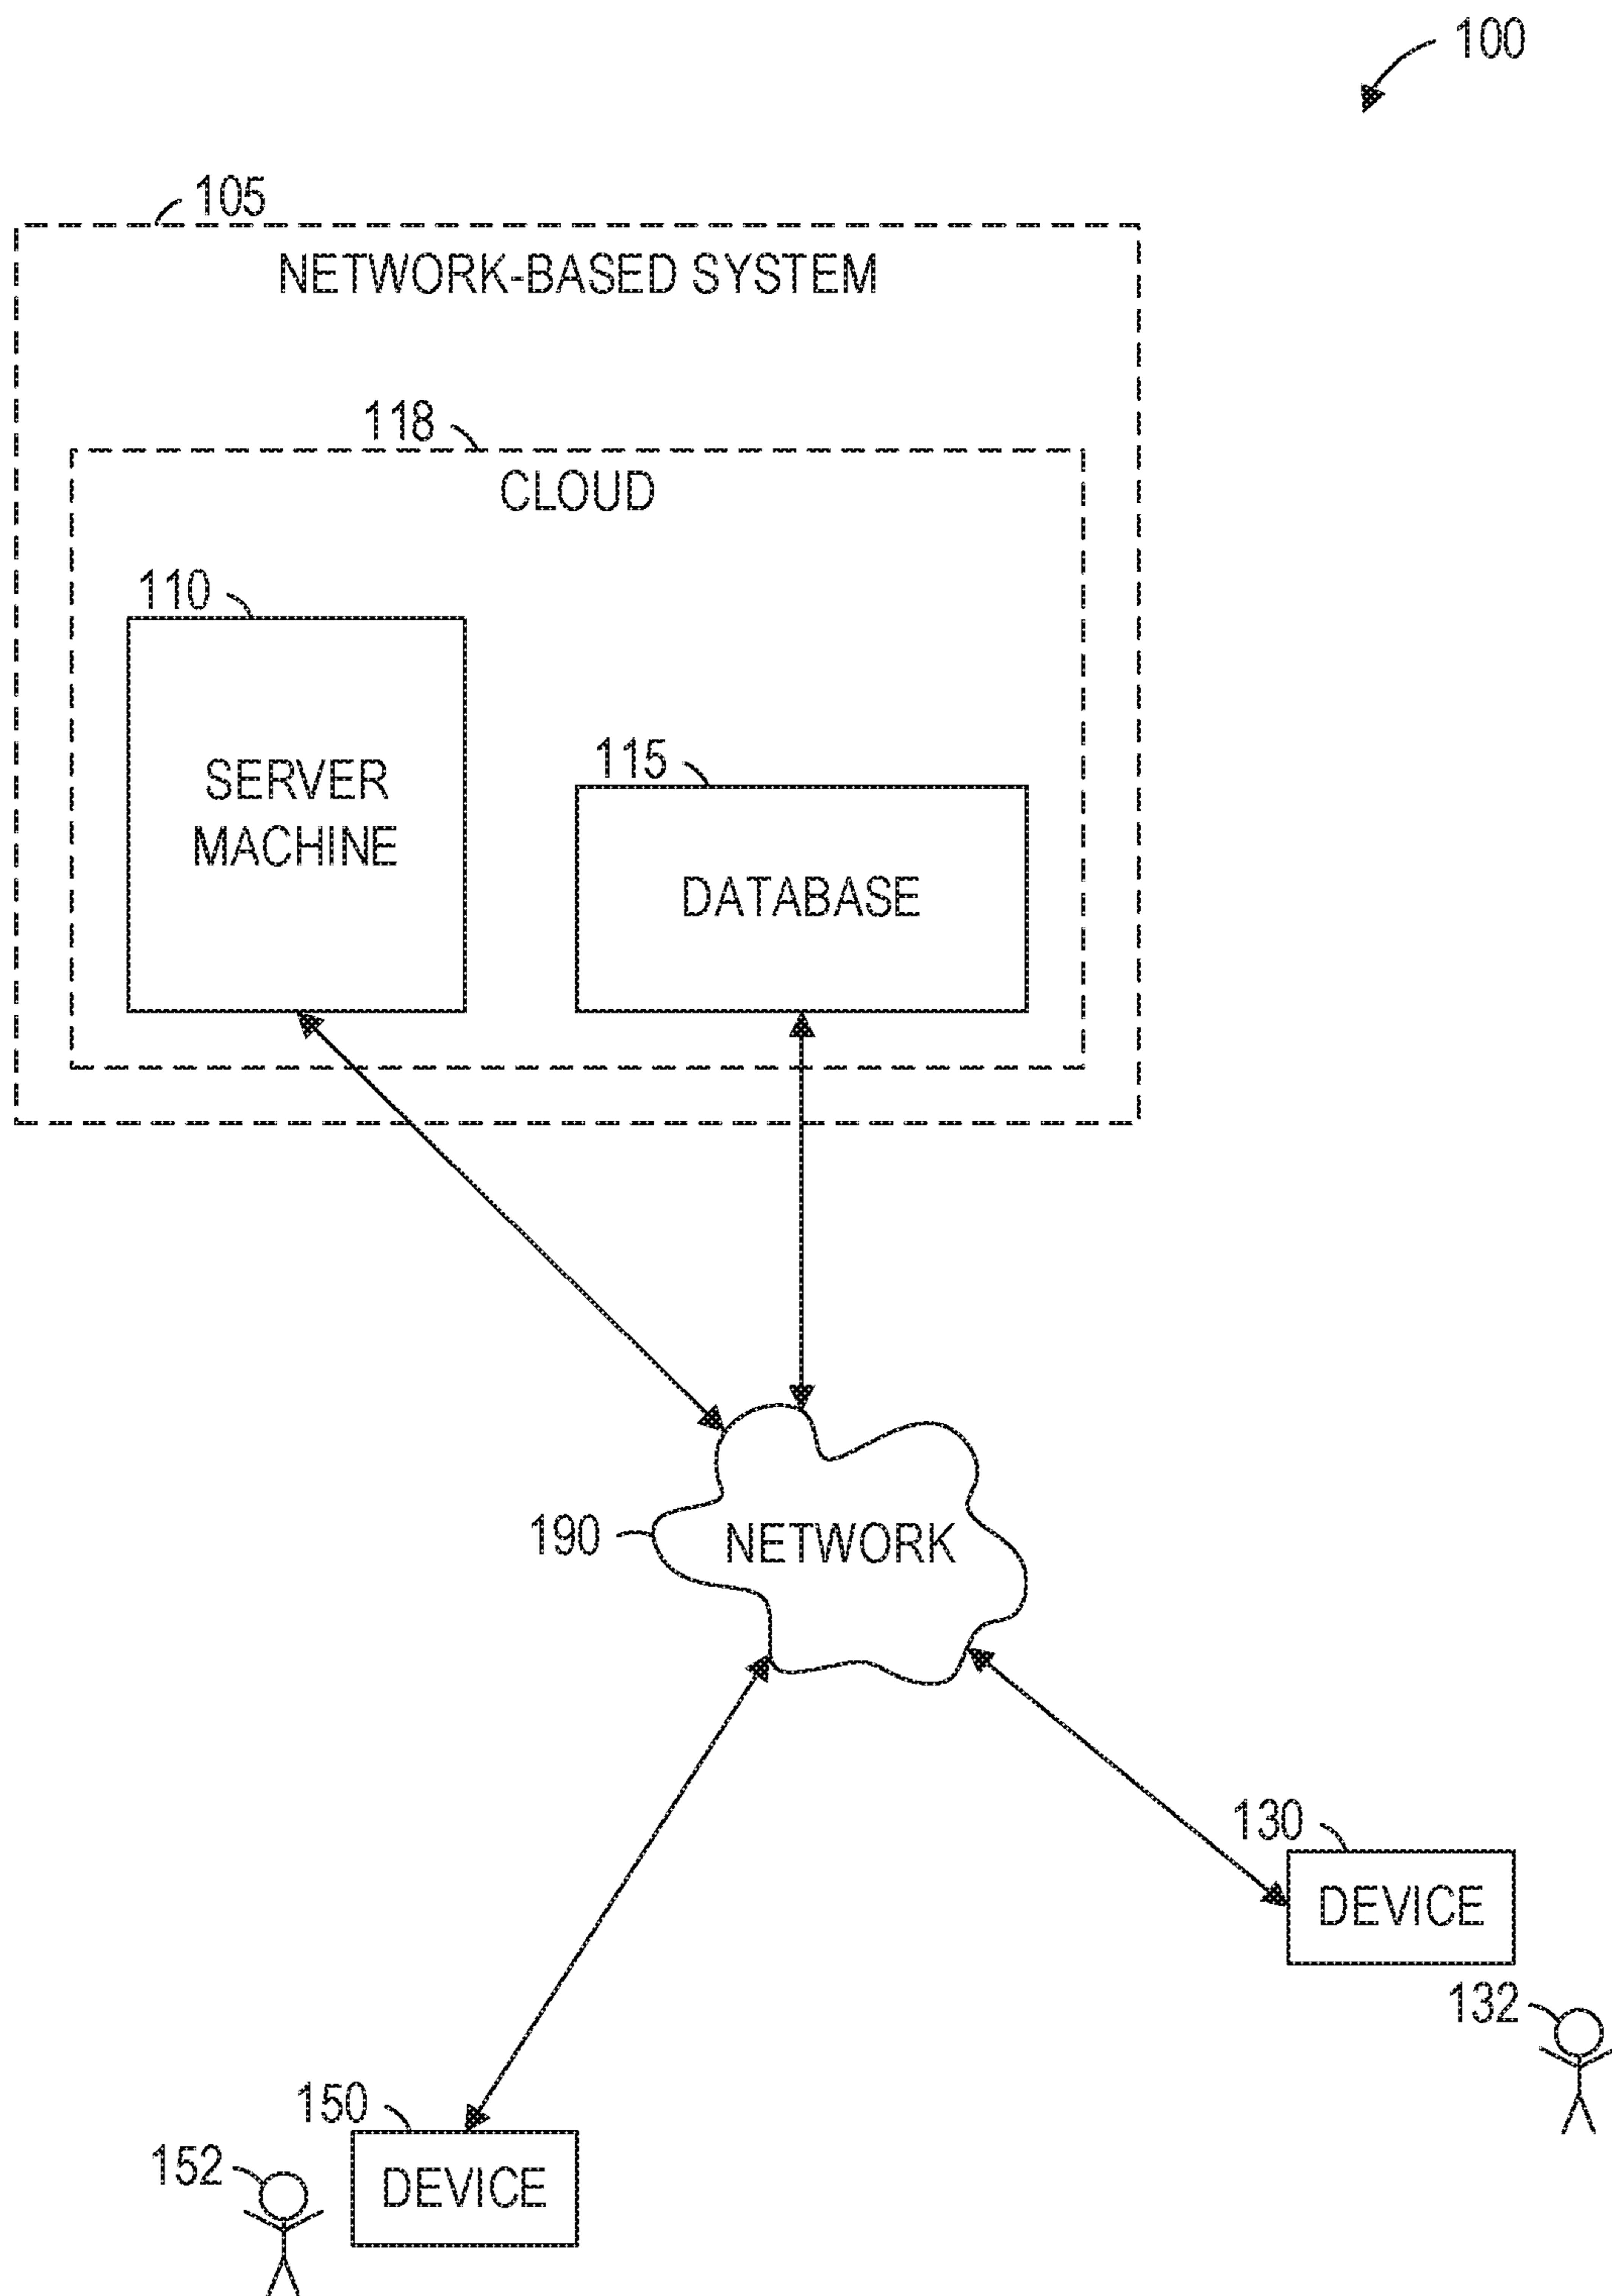 100
105
NETWORK-BASED SYSTEM
118
CLOUD
110
SERVER
MACHINE
115
DATABASE
190
NETWORK
130
DEVICE
132
150
DEVICE
152